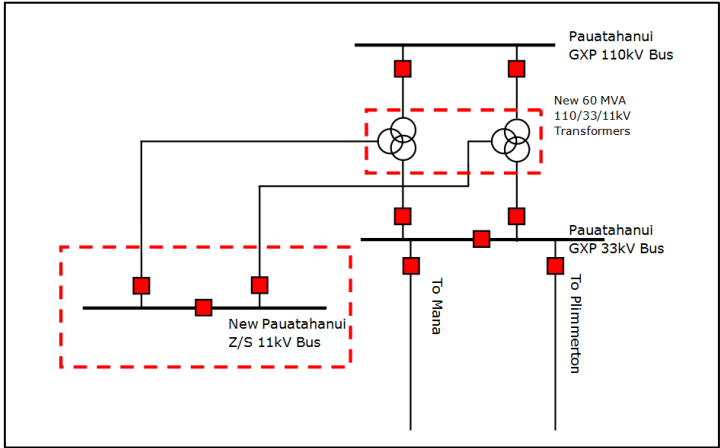 Pauatahanui
GXP 110kV Bus
New 60 MVA
110/33/11kV
Transformers
Pauatahanui
GXP 33kV Bus
To Mana
To Plimmerton
New Pauatahanui
Z/S 11kV Bus